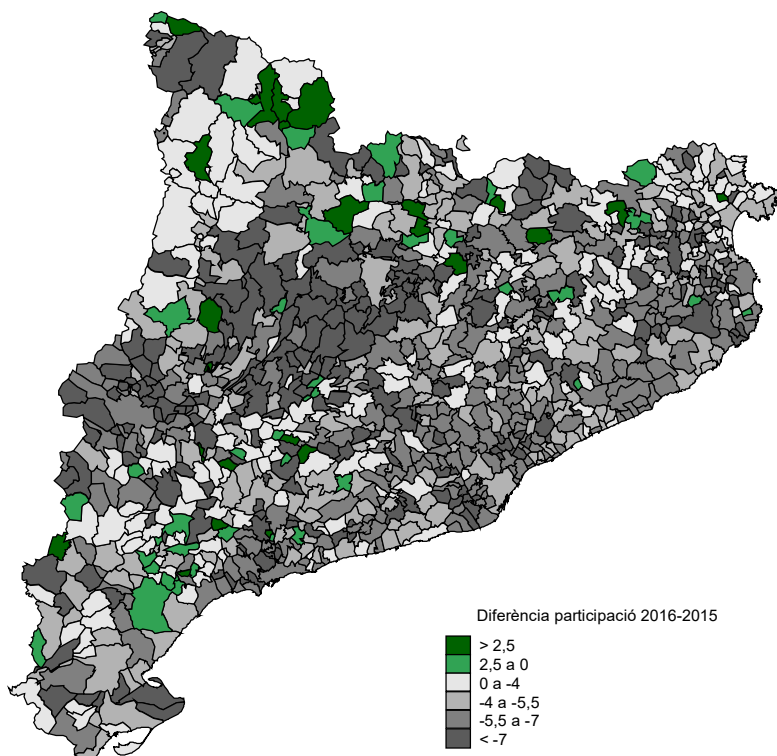 Diferència participació 2016-2015
> 2,5
2,5 a 0
0 a -4
-4 a -5,5
-5,5 a -7
< -7